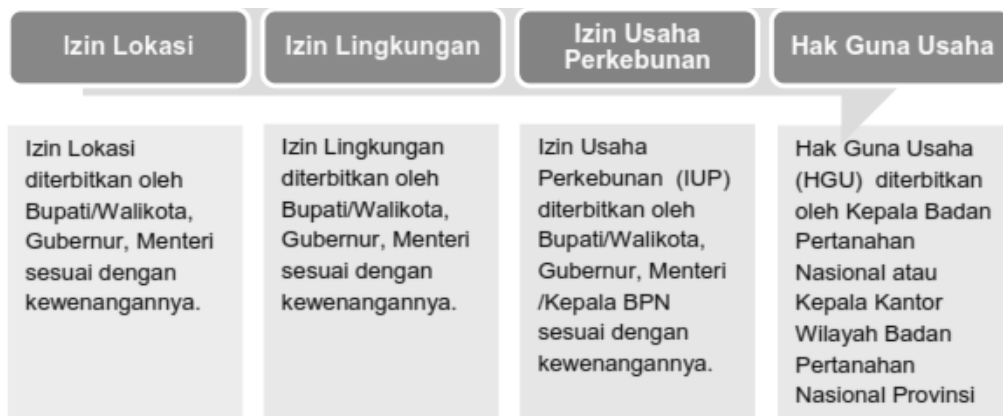 Izin Lokasi
Izin Lingkungan
Izin Usaha
Perkebunan
Hak Guna Usaha
Izin Lokasi
diterbitkan oleh
Bupati/Walikota,
Gubernur, Menteri
sesuai dengan
kewenangannya.
Izin Lingkungan
diterbitkan oleh
Bupati/Walikota,
Gubernur, Menteri
sesuai dengan
kewenangannya.
Izin Usaha
Perkebunan (IUP)
diterbitkan oleh
Bupati/Walikota,
Gubernur, Menteri
/Kepala BPN
sesuai dengan
kewenangannya.
Hak Guna Usaha
(HGU) diterbitkan
oleh Kepala Badan
Pertanahan
Nasional atau
Kepala Kantor
Wilayah Badan
Pertanahan
Nasional Provinsi